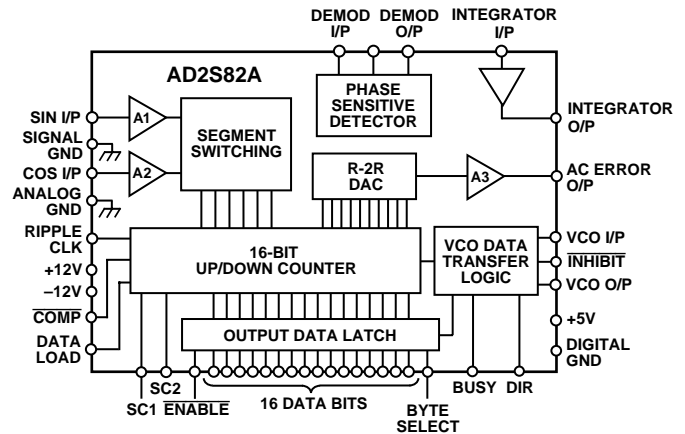 DEMOD I/P
DEMOD O/P
INTEGRATOR I/P
AD2S82A
PHASE SENSITIVE DETECTOR
SIN I/P
A1
SEGMENT SWITCHING
INTEGRATOR O/P
SIGNAL GND
COS I/P
A2
R-2R DAC
A3
AC ERROR O/P
ANALOG GND
RIPPLE CLK
16-BIT UP/DOWN COUNTER
VCO DATA TRANSFER LOGIC
VCO I/P
INHIBIT
VCO O/P
+12V
–12V
COMP
DATA LOAD
OUTPUT DATA LATCH
+5V
DIGITAL GND
SC1
SC2
ENABLE
16 DATA BITS
BYTE SELECT
BUSY
DIR